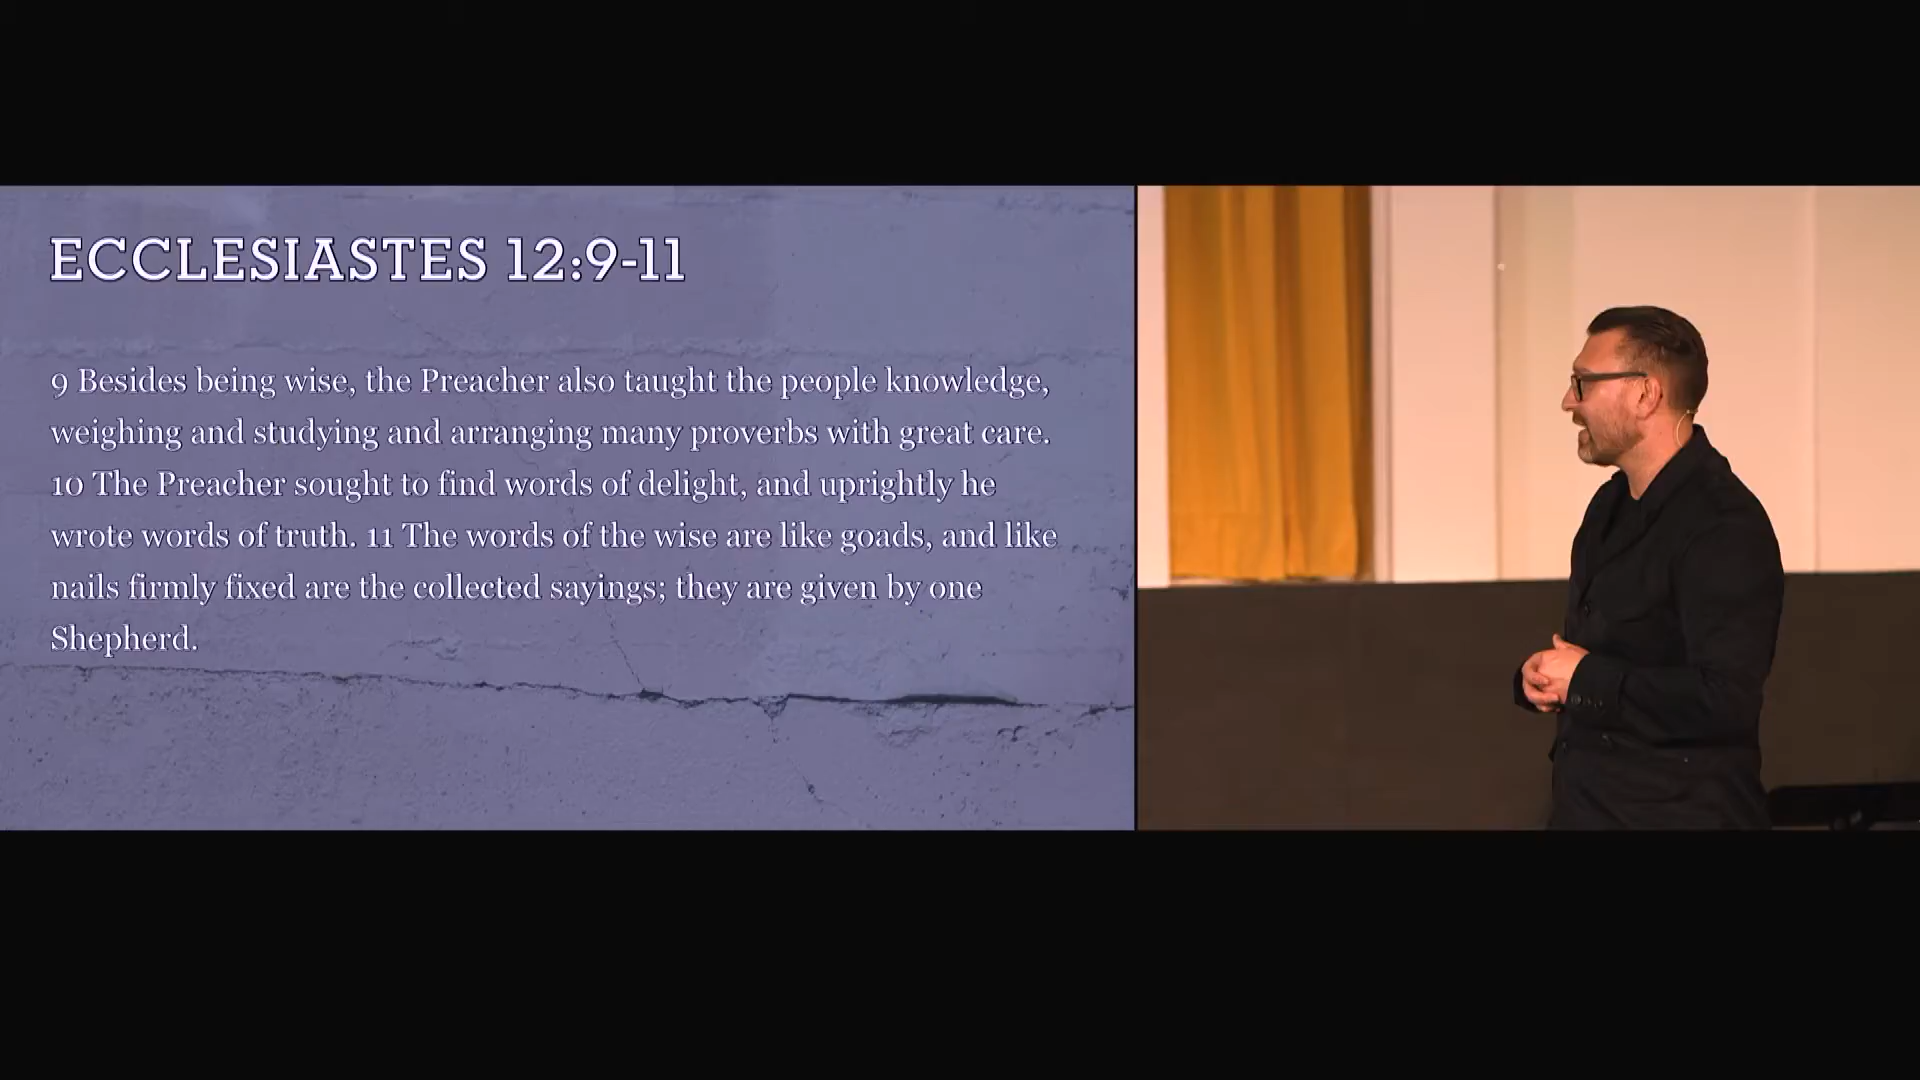 ECCLESIASTES 12:9-11
9 Besides being wise, the Preacher also taught the people knowledge,
weighing and studying and arranging many proverbs with great care.
10 The Preacher sought to find words of delight, and uprightly he
wrote words of truth. 11 The words of the wise are like goads, and like
nails firmly fixed are the collected sayings; they are given by one
Shepherd.